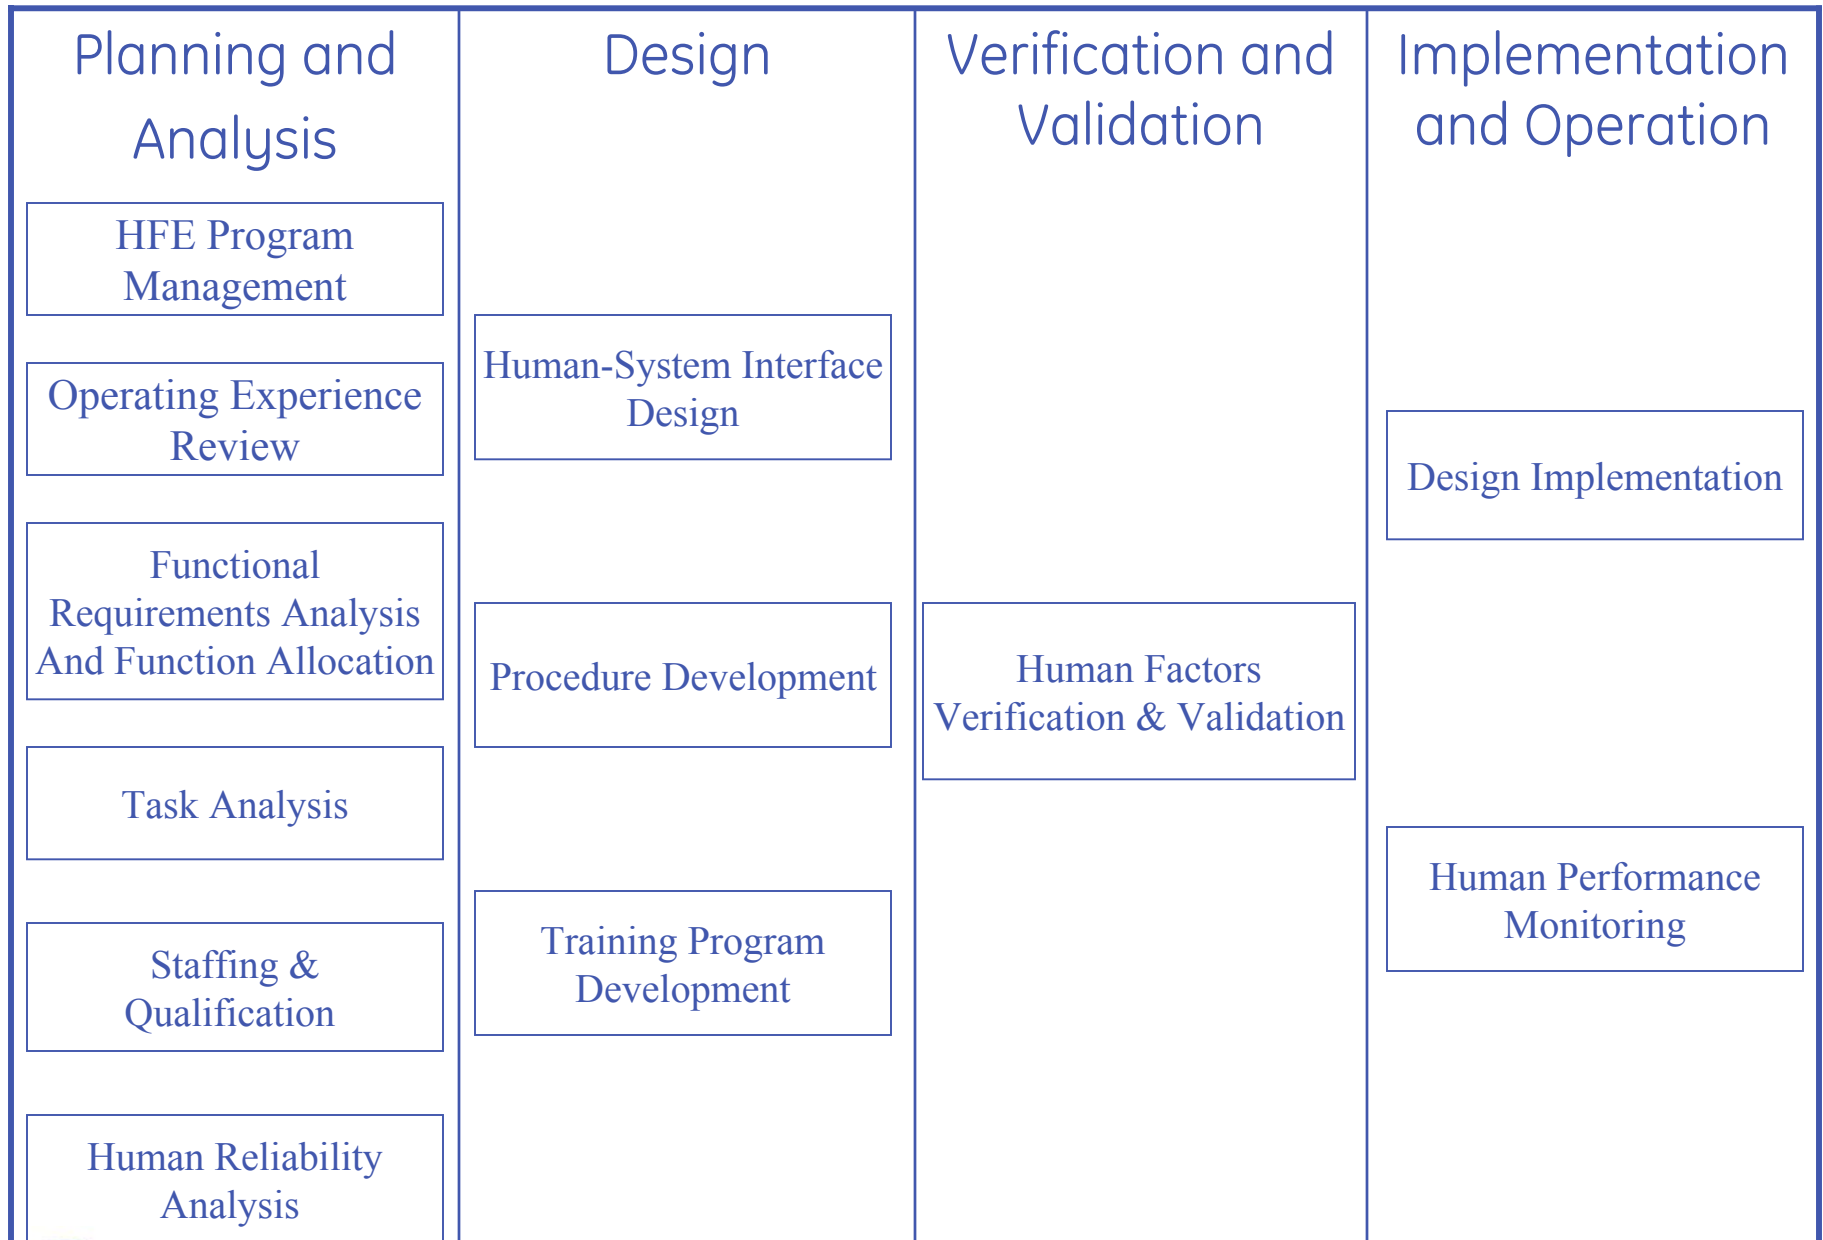 Planning and
Analysis
HFE Program
Management
Operating Experience
Review
Functional
Requirements Analysis
And Function Allocation
Task Analysis
Staffing &
Qualification
Human Reliability
Analysis
Design
Human-System Interface
Design
Procedure Development
Training Program
Development
Verification and
Validation
Human Factors
Verification & Validation
Implementation
and Operation
Design Implementation
Human Performance
Monitoring